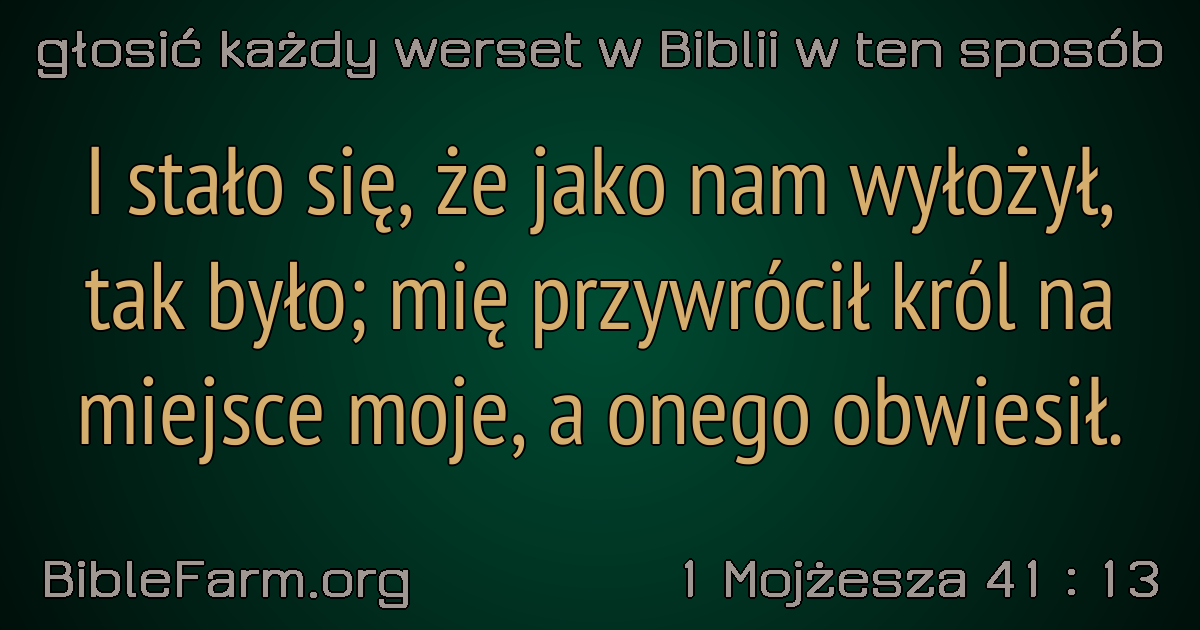 głosić każdy werset w Biblii w ten sposób
I stało się, że jako nam wyłożył,
tak było; mię przywrócił król na
miejsce moje, a onego obwiesił.
BibleFarm.org
1 Mojżesza 41 : 13